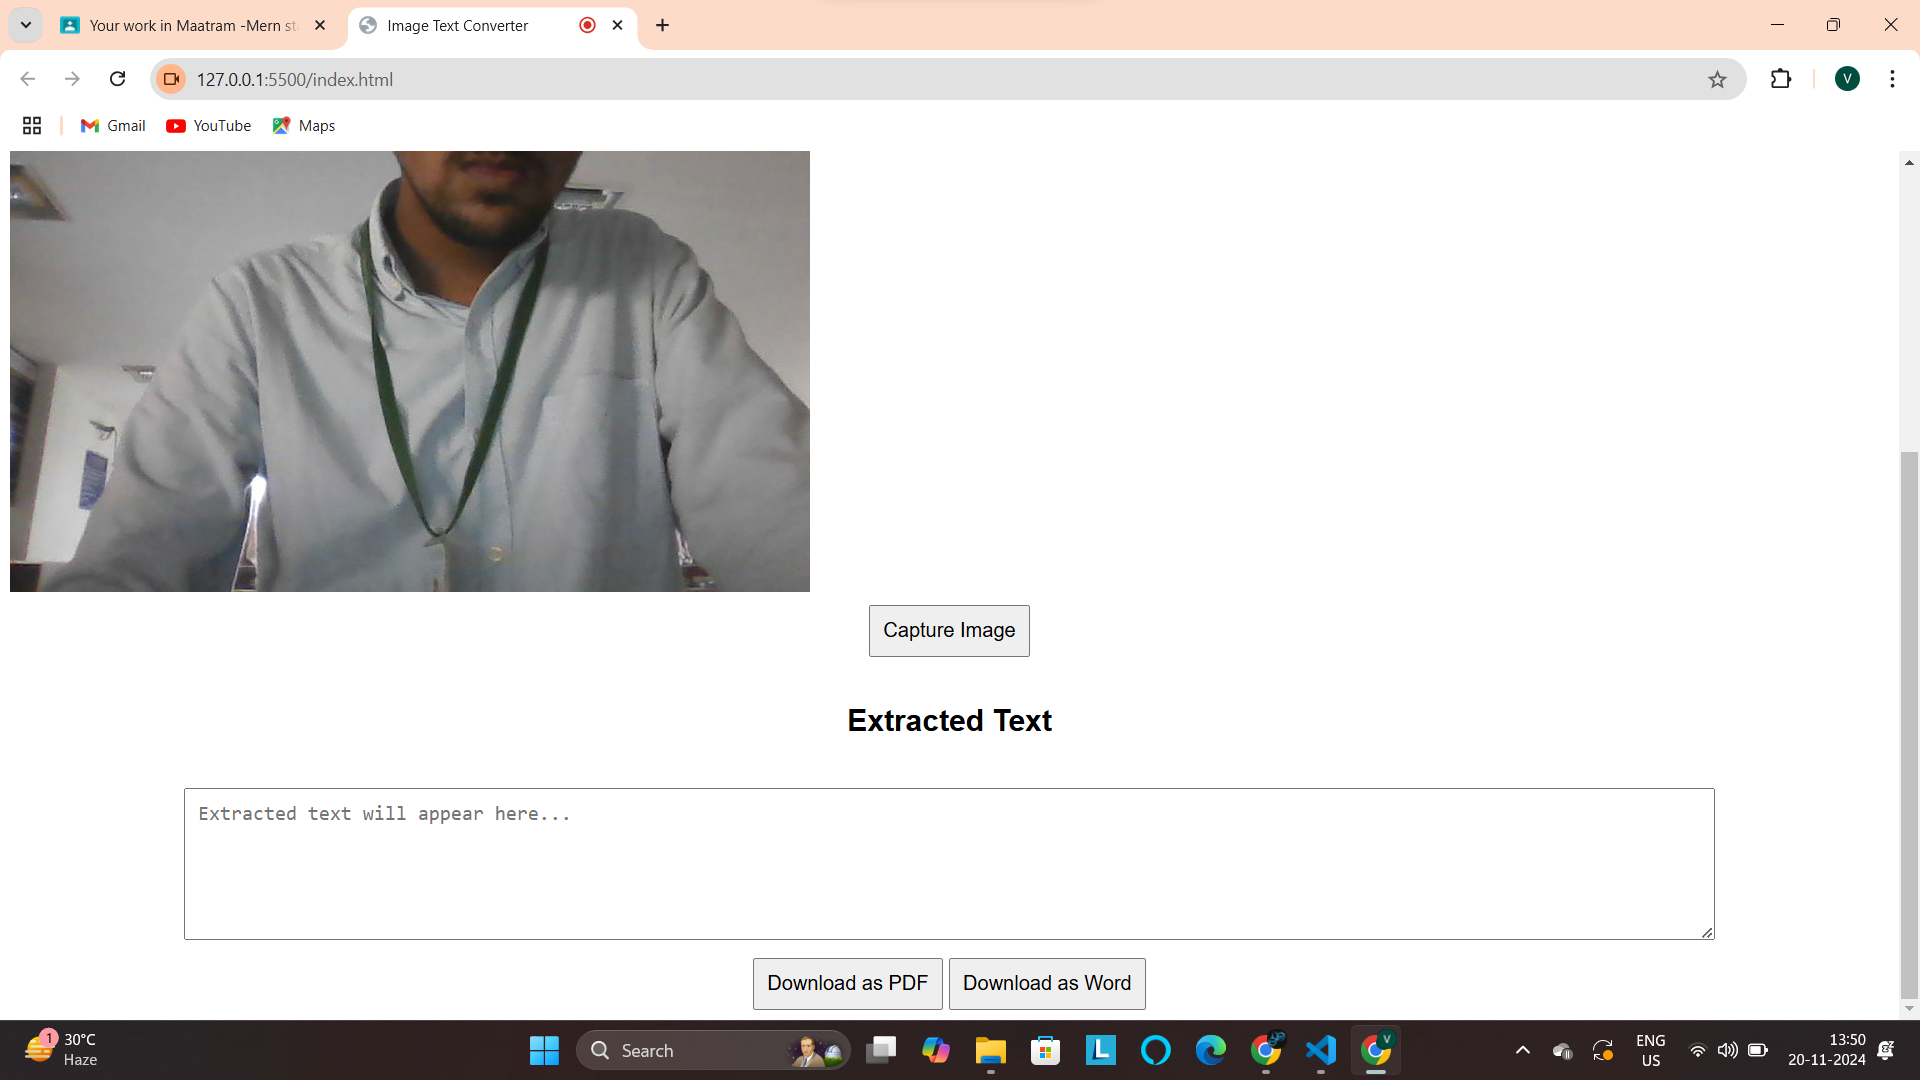 Your work in Maatram -Mern st
Image Text Converter
127.0.0.1:5500/index.html
V
Gmail
YouTube
Maps
Capture Image
Extracted Text
Extracted text will appear here...
Download as PDF
Download as Word
1
30°C
Haze
Search
L
V
ENG
US
13:50
20-11-2024